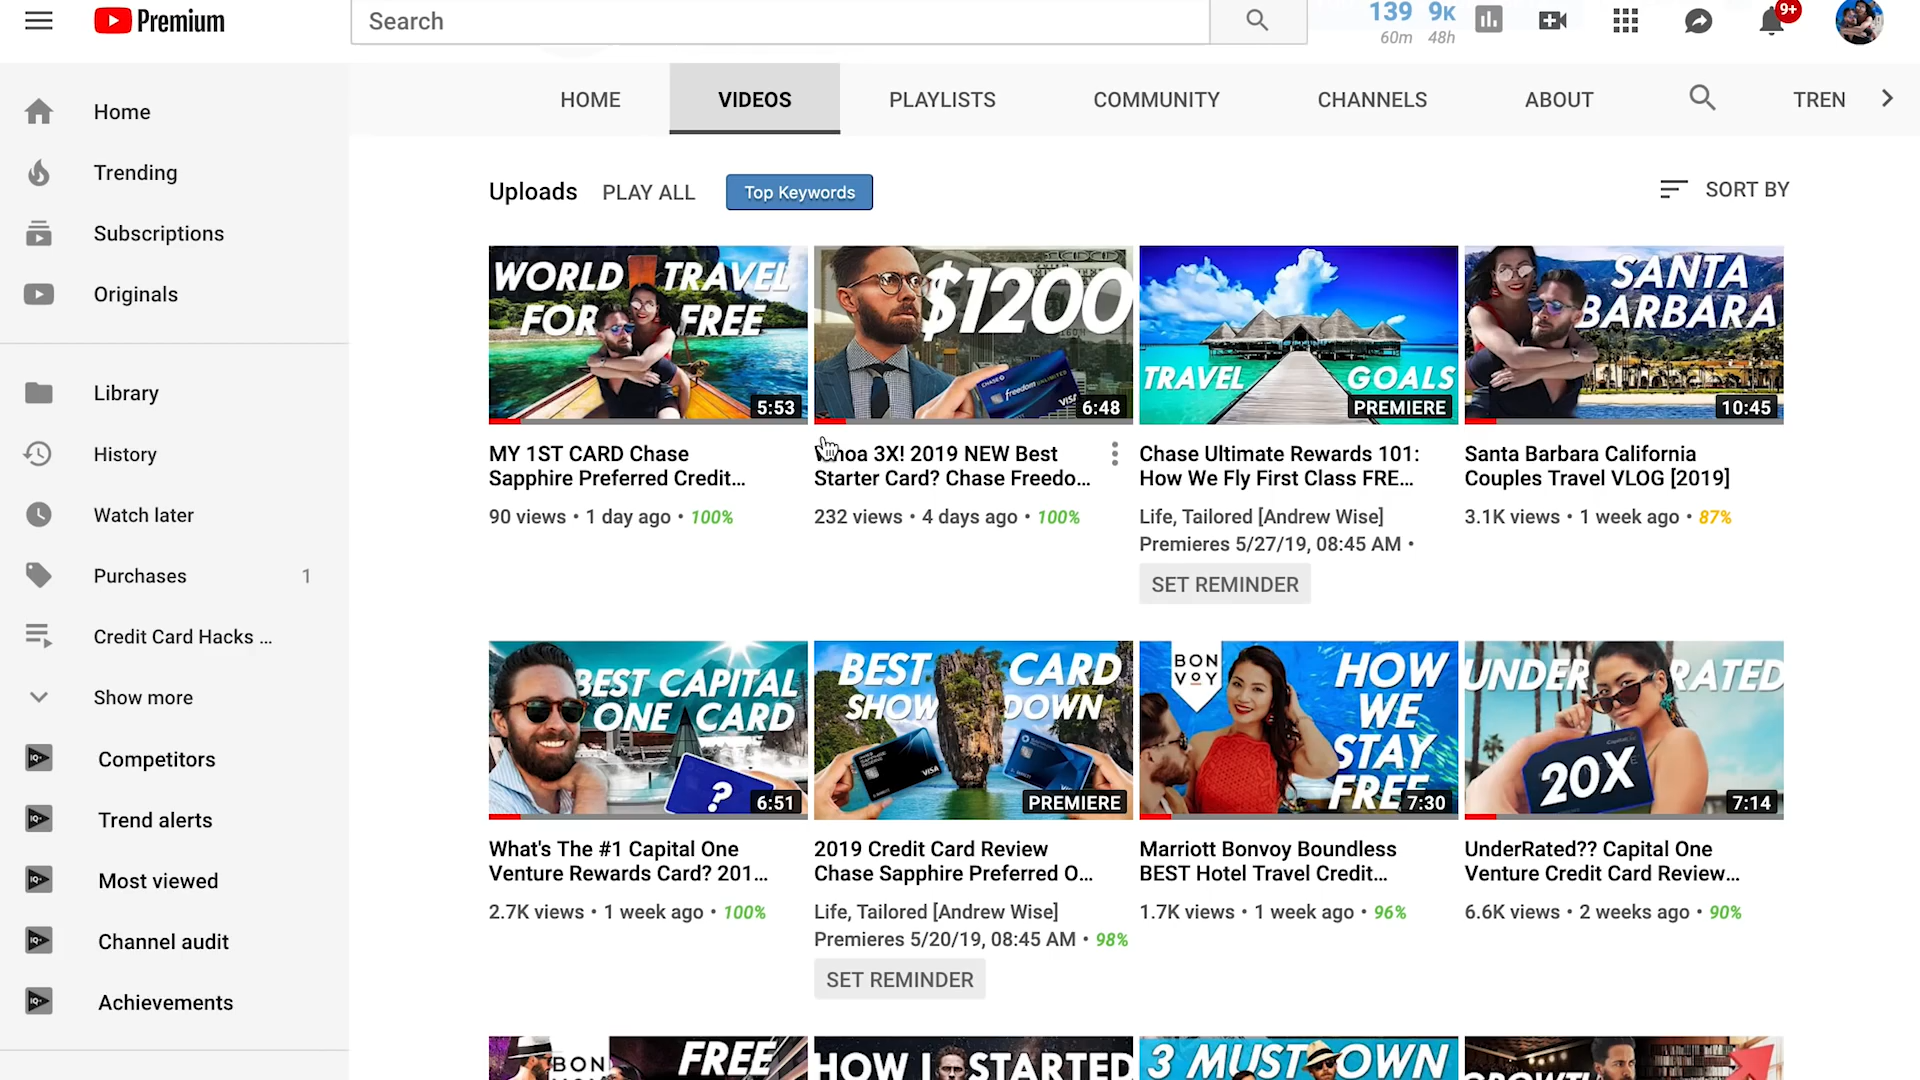 Premium
Search
139 9K
60m 48h
9+
HOME VIDEOS PLAYLISTS COMMUNITY CHANNELS ABOUT TREN
Home
Trending
Subscriptions
Originals
Library
History
Watch later
Purchases 1
Credit Card Hacks ...
Show more
Competitors
Trend alerts
Most viewed
Channel audit
Achievements
Uploads PLAY ALL Top Keywords SORT BY
WORLD TRAVEL
FOR FREE
5:53
MY 1ST CARD Chase
Sapphire Preferred Credit...
90 views • 1 day ago • 100%
$1200
CHASE
freedom UNLIMITED
VISA
6:48
Whoa 3X! 2019 NEW Best
Starter Card? Chase Freedo...
232 views • 4 days ago • 100%
TRAVEL GOALS
PREMIERE
Chase Ultimate Rewards 101:
How We Fly First Class FRE...
Life, Tailored [Andrew Wise]
Premieres 5/27/19, 08:45 AM •
SET REMINDER
SANTA
BARBARA
10:45
Santa Barbara California
Couples Travel VLOG [2019]
3.1K views • 1 week ago • 87%
BEST CAPITAL
ONE CARD
?
6:51
What's The #1 Capital One
Venture Rewards Card? 201...
2.7K views • 1 week ago • 100%
BEST CARD
SHOW DOWN
VISA
PREMIERE
2019 Credit Card Review
Chase Sapphire Preferred O...
Life, Tailored [Andrew Wise]
Premieres 5/20/19, 08:45 AM • 98%
SET REMINDER
BON
VOY
HOW
WE
STAY
FREE
7:30
Marriott Bonvoy Boundless
BEST Hotel Travel Credit...
1.7K views • 1 week ago • 96%
UNDER RATED
20X
7:14
UnderRated?? Capital One
Venture Credit Card Review...
6.6K views • 2 weeks ago • 90%
BON
FREE
HOW I STARTED
3 MUST OWN
GROWTH